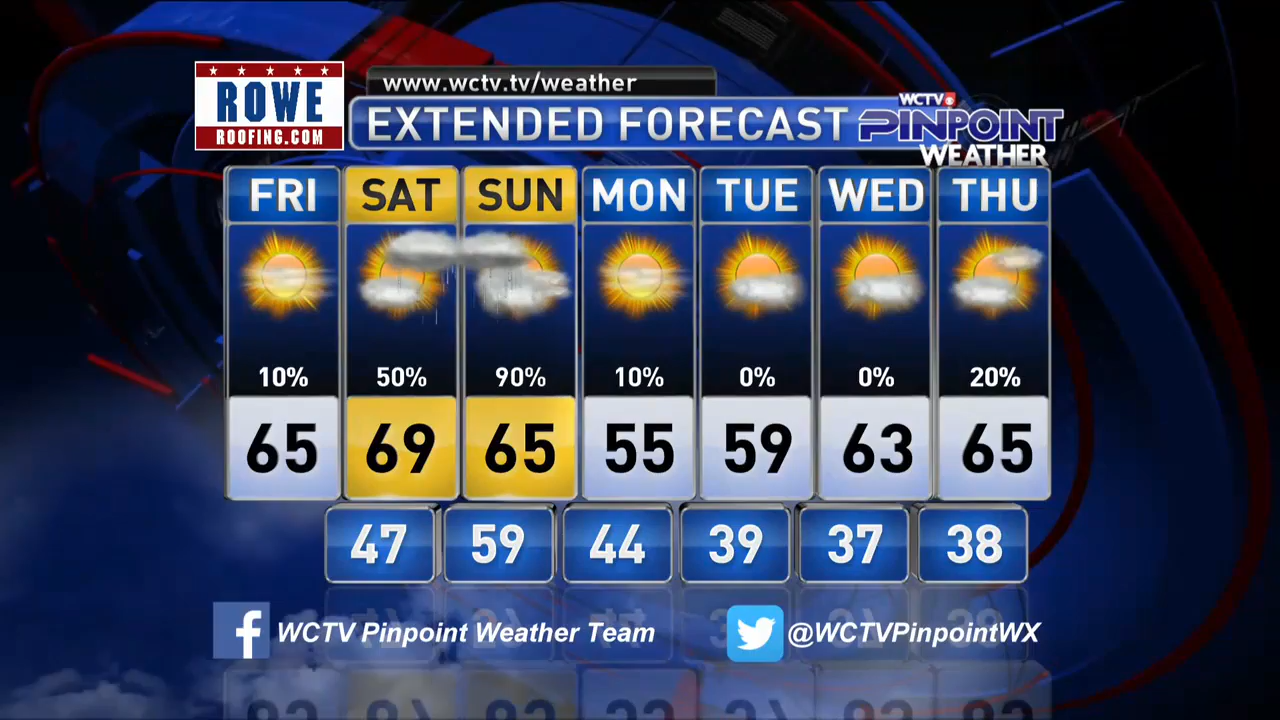 www.wctv.tv/weather
ROWE
ROOFING.COM
EXTENDED FORECAST
WCTV
PINPOINT
WEATHER
FRI SAT SUN MON TUE WED THU
10% 50% 90% 10% 0% 0% 20%
65 69 65 55 59 63 65
47 59 44 39 37 38
f WCTV Pinpoint Weather Team
@WCTVPinpointWX